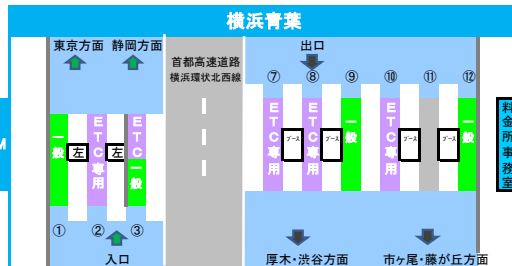 横浜青葉
東京方面 静岡方面
首都高速道路
横浜環状北西線
出口
⑦ ⑧ ⑨ ⑩ ⑪ ⑫
M
一般
左
ETC専用
左
ETC
一般
ETC専用
ブース
ETC専用
ブース
一般
ETC専用
ブース
ブース
一般
料金所事務室
① ② ③
入口
厚木・渋谷方面
市ヶ尾・藤が丘方面